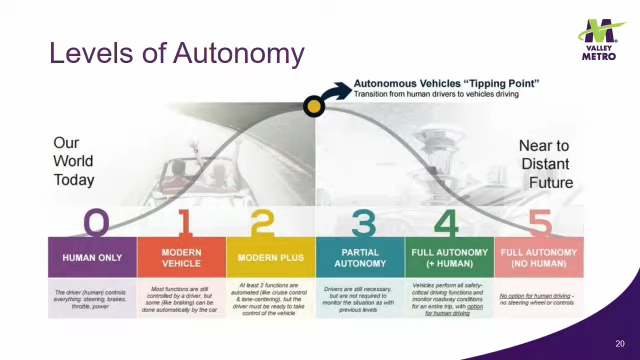 Levels of Autonomy
VALLEY
METRO
Autonomous Vehicles “Tipping Point”
Transition from human drivers to vehicles driving
Our
World
Today
Near to
Distant
Future
0
1
2
3
4
5
HUMAN ONLY
MODERN
VEHICLE
MODERN PLUS
PARTIAL
AUTONOMY
FULL AUTONOMY
(+ HUMAN)
FULL AUTONOMY
(NO HUMAN)
The driver (human) controls
everything: steering, brakes,
throttle, power
Most functions are still
controlled by a driver, but
some (like braking) can be
done automatically by the car
At least 2 functions are
automated (like cruise control
& lane-centering), but the
driver must be ready to take
control of the vehicle
Drivers are still necessary,
but are not required to
monitor the situation as with
previous levels
Vehicles perform all safety-
critical driving functions and
monitor roadway conditions
for an entire trip, with option
for human driving
No option for human driving -
no steering wheel or controls
20